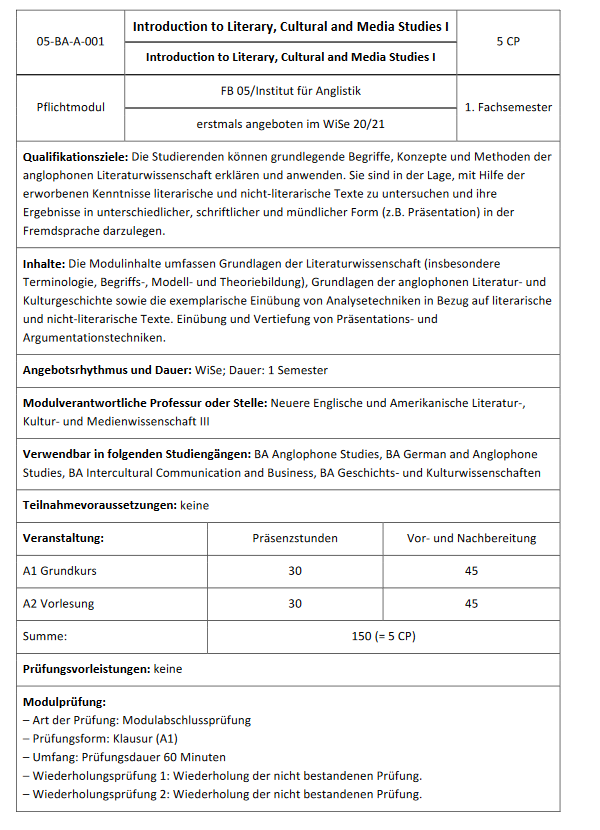 05-BA-A-001
Introduction to Literary, Cultural and Media Studies I
Introduction to Literary, Cultural and Media Studies I
5 CP
Pflichtmodul
FB 05/Institut für Anglistik
erstmals angeboten im WiSe 20/21
1. Fachsemester
Qualifikationsziele: Die Studierenden können grundlegende Begriffe, Konzepte und Methoden der
anglophonen Literaturwissenschaft erklären und anwenden. Sie sind in der Lage, mit Hilfe der
erworbenen Kenntnisse literarische und nicht-literarische Texte zu untersuchen und ihre
Ergebnisse in unterschiedlicher, schriftlicher und mündlicher Form (z.B. Präsentation) in der
Fremdsprache darzulegen.
Inhalte: Die Modulinhalte umfassen Grundlagen der Literaturwissenschaft (insbesondere
Terminologie, Begriffs-, Modell- und Theoriebildung), Grundlagen der anglophonen Literatur- und
Kulturgeschichte sowie die exemplarische Einübung von Analysetechniken in Bezug auf literarische
und nicht-literarische Texte. Einübung und Vertiefung von Präsentations- und
Argumentationstechniken.
Angebotsrhythmus und Dauer: WiSe; Dauer: 1 Semester
Modulverantwortliche Professur oder Stelle: Neuere Englische und Amerikanische Literatur-,
Kultur- und Medienwissenschaft III
Verwendbar in folgenden Studiengängen: BA Anglophone Studies, BA German and Anglophone
Studies, BA Intercultural Communication and Business, BA Geschichts- und Kulturwissenschaften
Teilnahmevoraussetzungen: keine
Veranstaltung: Präsenzstunden Vor- und Nachbereitung
A1 Grundkurs 30 45
A2 Vorlesung 30 45
Summe: 150 (= 5 CP)
Prüfungsvorleistungen: keine
Modulprüfung:
– Art der Prüfung: Modulabschlussprüfung
– Prüfungsform: Klausur (A1)
– Umfang: Prüfungsdauer 60 Minuten
– Wiederholungsprüfung 1: Wiederholung der nicht bestandenen Prüfung.
– Wiederholungsprüfung 2: Wiederholung der nicht bestandenen Prüfung.